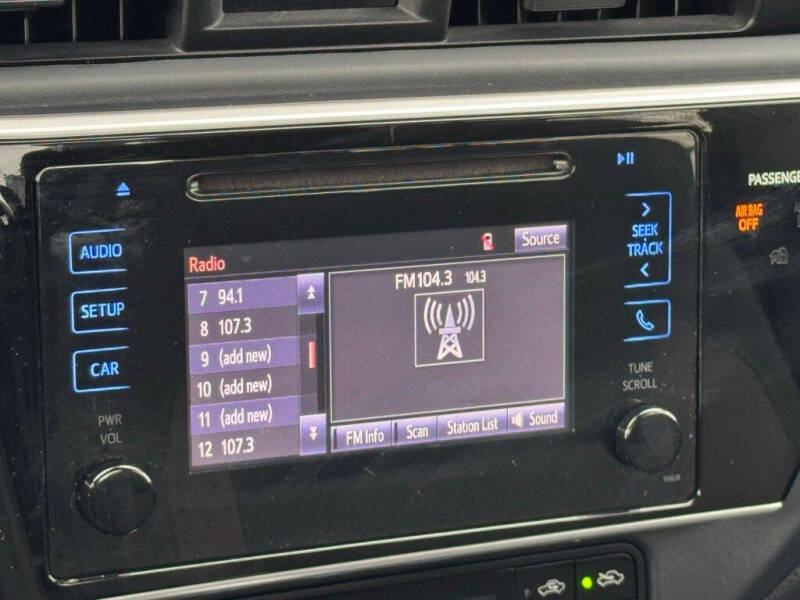 PASSENGE
AIR BAG
OFF
AUDIO
SETUP
CAR
PWR
VOL
Radio
Source
7 94.1
8 107.3
9 (add new)
10 (add new)
11 (add new)
12 107.3
FM104.3 104.3
FM Info
Scan
Station List
Sound
SEEK
TRACK
TUNE
SCROLL